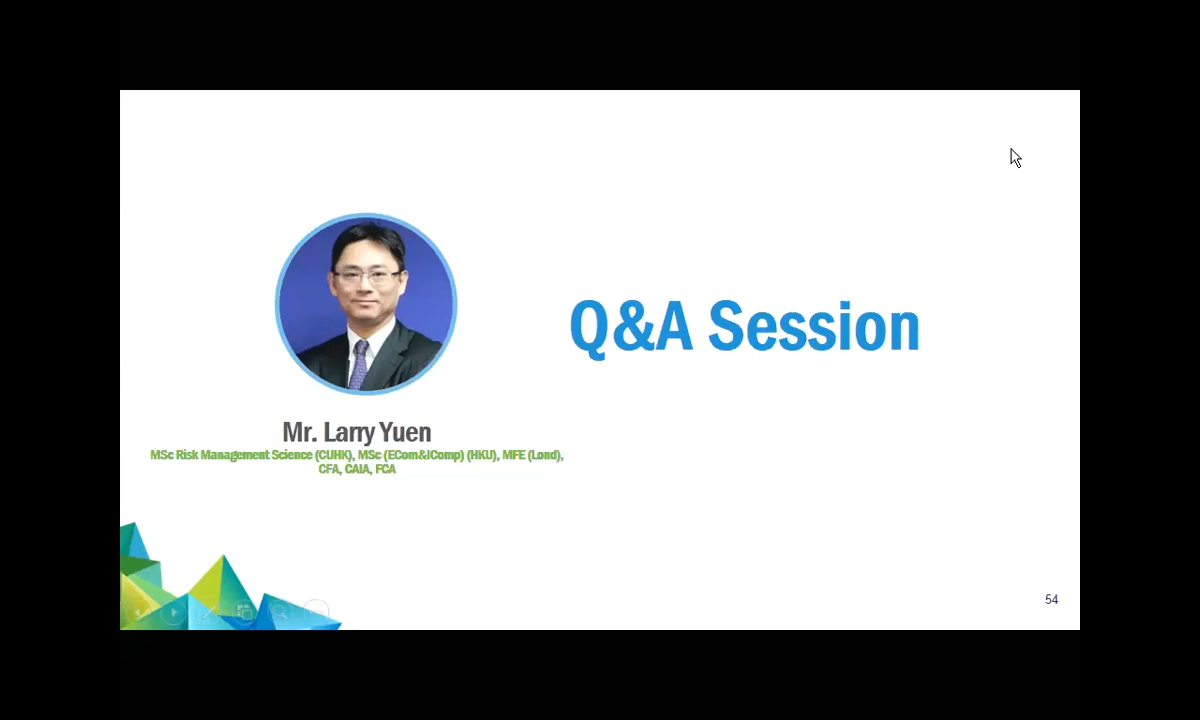 Q&A Session
Mr. Larry Yuen
MSc Risk Management Science (CUHK), MSc (ECom&IComp) (HKU), MFE (Lond),
CFA, CAIA, FCA
54